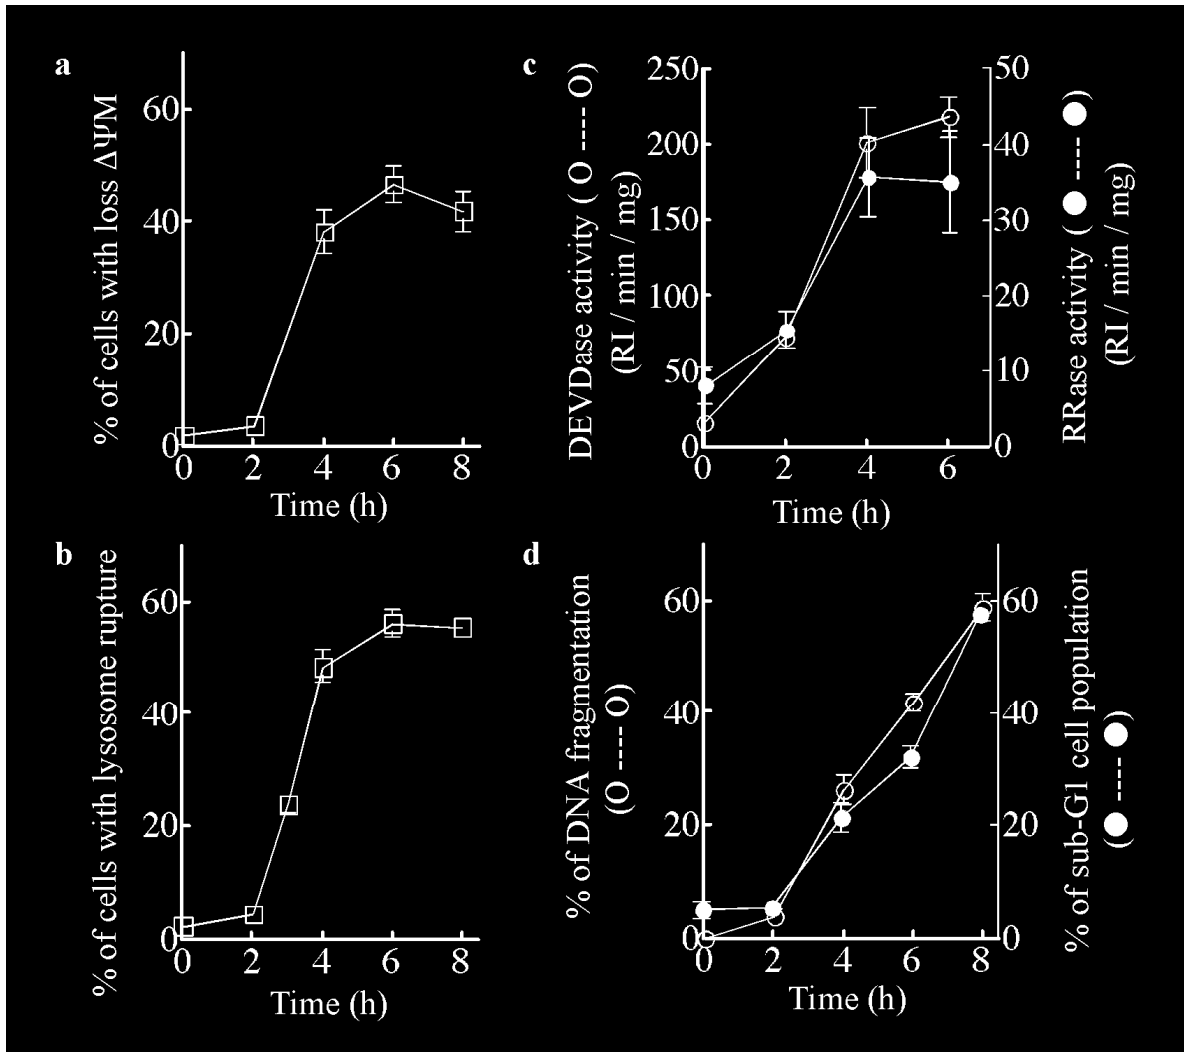 a
% of cells with loss ΔΨM
60
40
20
0
0 2 4 6 8
Time (h)
b
% of cells with lysosome rupture
60
40
20
0
0 2 4 6 8
Time (h)
c
DEVDase activity ( O ---- O)
(RI / min / mg)
250
200
150
100
50
0
0 2 4 6
Time (h)
50
40
30
20
10
0
RRase activity ( ● ---- ● )
(RI / min / mg)
d
% of DNA fragmentation
(O ---- O)
60
40
20
0
0 2 4 6 8
Time (h)
60
40
20
0
% of sub-G1 cell population
( ● ---- ● )